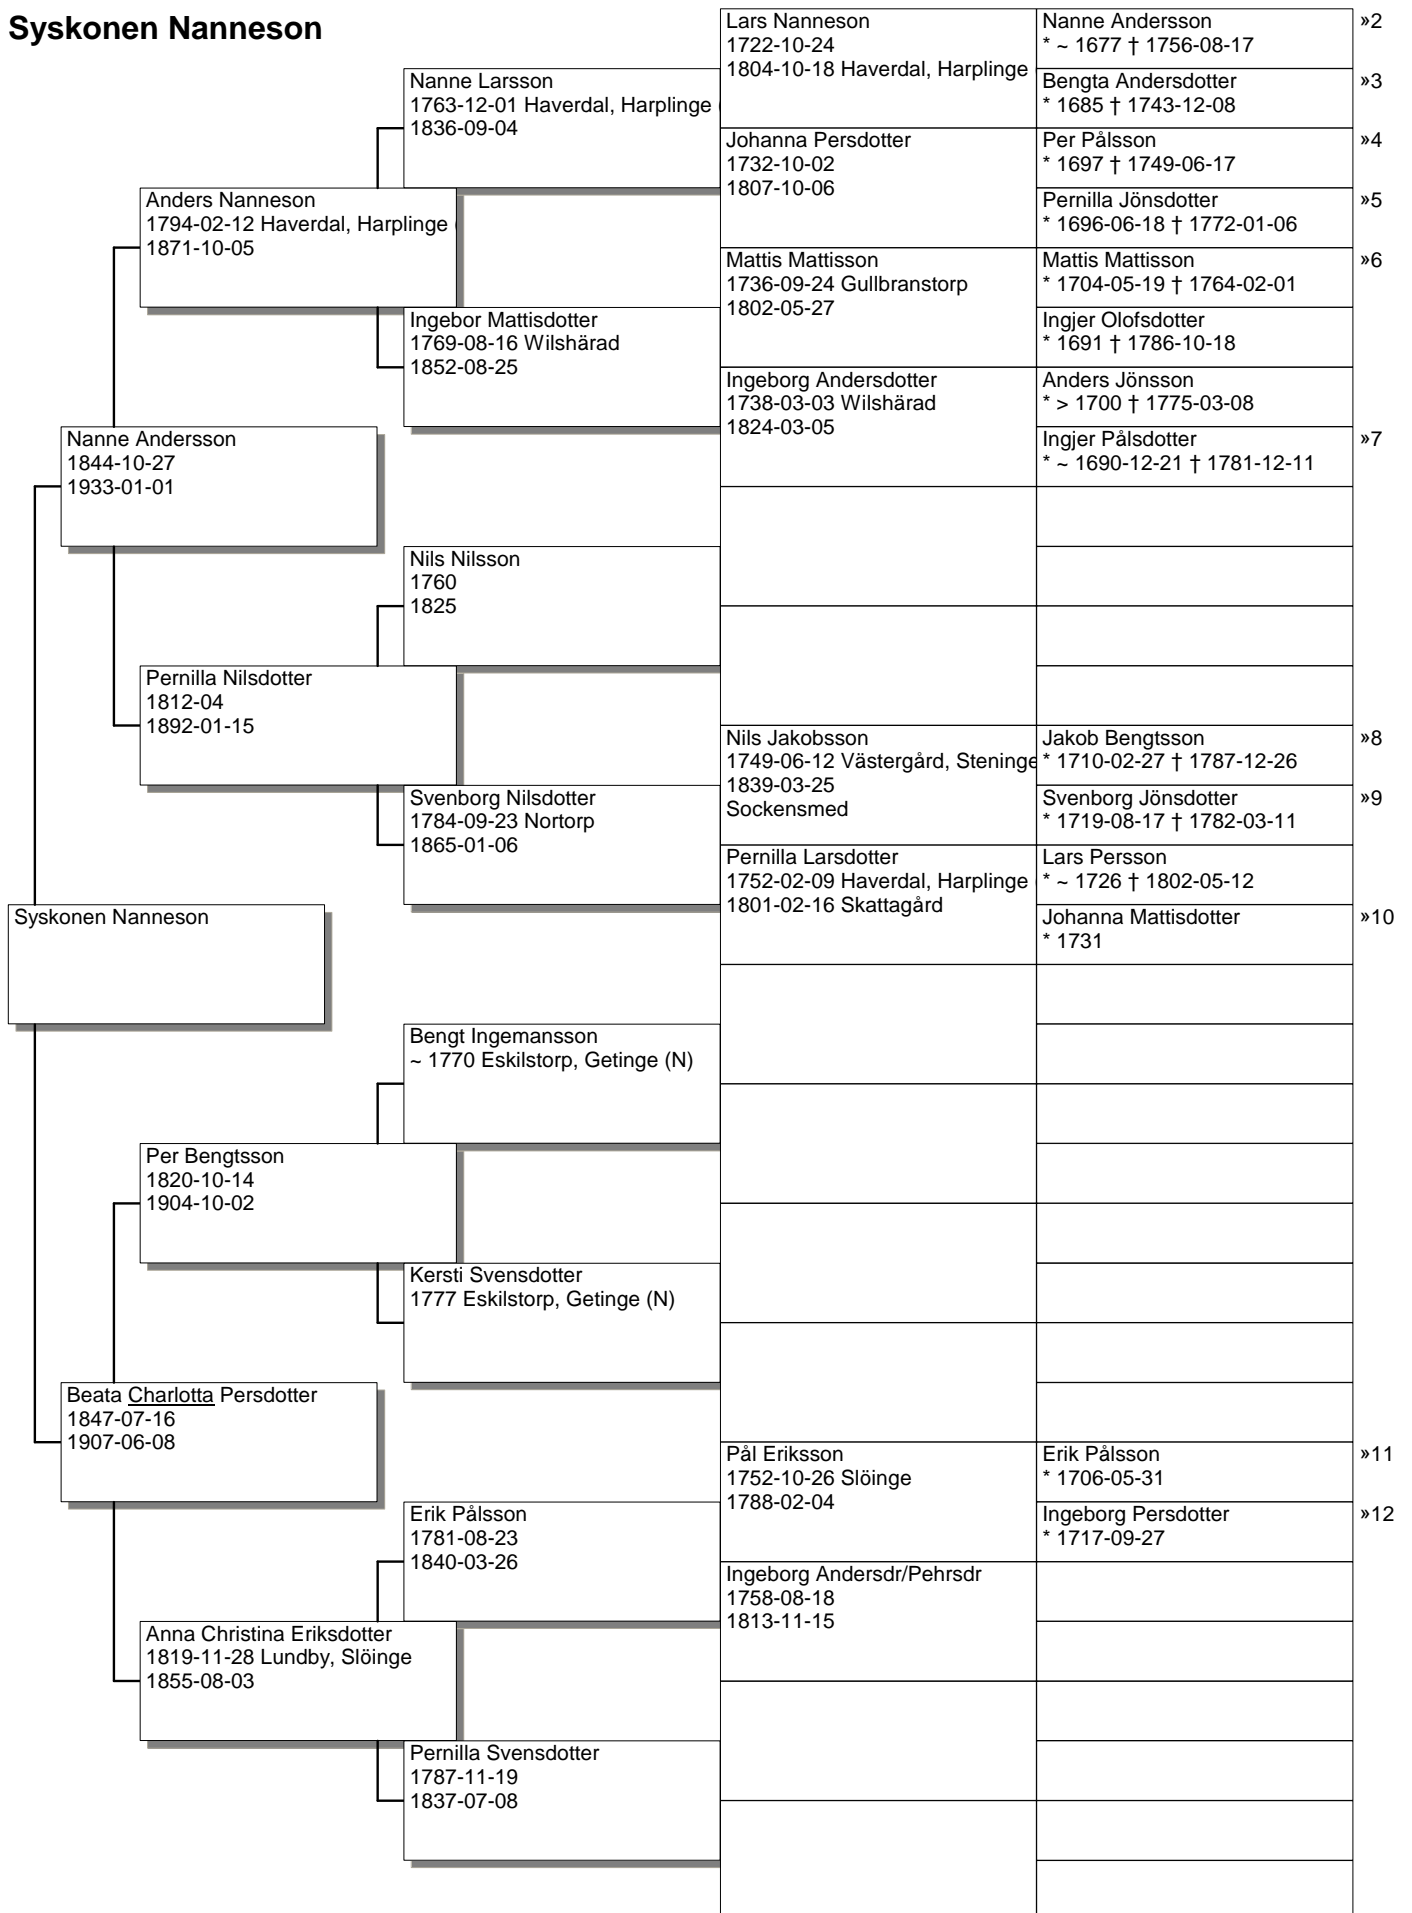 Syskonen Nanneson
Syskonen Nanneson
Nanne Andersson
1844-10-27
1933-01-01
Beata Charlotta Persdotter
1847-07-16
1907-06-08
Anders Nanneson
1794-02-12 Haverdal, Harplinge (
1871-10-05
Pernilla Nilsdotter
1812-04
1892-01-15
Per Bengtsson
1820-10-14
1904-10-02
Anna Christina Eriksdotter
1819-11-28 Lundby, Slöinge
1855-08-03
Nanne Larsson
1763-12-01 Haverdal, Harplinge (
1836-09-04
Ingebor Mattisdotter
1769-08-16 Wilshärad
1852-08-25
Nils Nilsson
1760
1825
Svenborg Nilsdotter
1784-09-23 Nortorp
1865-01-06
Bengt Ingemansson
~ 1770 Eskilstorp, Getinge (N)
Kersti Svensdotter
1777 Eskilstorp, Getinge (N)
Erik Pålsson
1781-08-23
1840-03-26
Pernilla Svensdotter
1787-11-19
1837-07-08
Lars Nanneson
1722-10-24
1804-10-18 Haverdal, Harplinge
Johanna Persdotter
1732-10-02
1807-10-06
Mattis Mattisson
1736-09-24 Gullbranstorp
1802-05-27
Ingeborg Andersdotter
1738-03-03 Wilshärad
1824-03-05
Nils Jakobsson
1749-06-12 Västergård, Steninge
1839-03-25
Sockensmed
Pernilla Larsdotter
1752-02-09 Haverdal, Harplinge (
1801-02-16 Skattagård
Pål Eriksson
1752-10-26 Slöinge
1788-02-04
Ingeborg Andersdr/Pehrsdr
1758-08-18
1813-11-15
Nanne Andersson »2
* ~ 1677 † 1756-08-17
Bengta Andersdotter »3
* 1685 † 1743-12-08
Per Pålsson »4
* 1697 † 1749-06-17
Pernilla Jönsdotter »5
* 1696-06-18 † 1772-01-06
Mattis Mattisson »6
* 1704-05-19 † 1764-02-01
Ingjer Olofsdotter
* 1691 † 1786-10-18
Anders Jönsson
* > 1700 † 1775-03-08
Ingjer Pålsdotter »7
* ~ 1690-12-21 † 1781-12-11
Jakob Bengtsson »8
* 1710-02-27 † 1787-12-26
Svenborg Jönsdotter »9
* 1719-08-17 † 1782-03-11
Lars Persson
* ~ 1726 † 1802-05-12
Johanna Mattisdotter »10
* 1731
Erik Pålsson »11
* 1706-05-31
Ingeborg Persdotter »12
* 1717-09-27